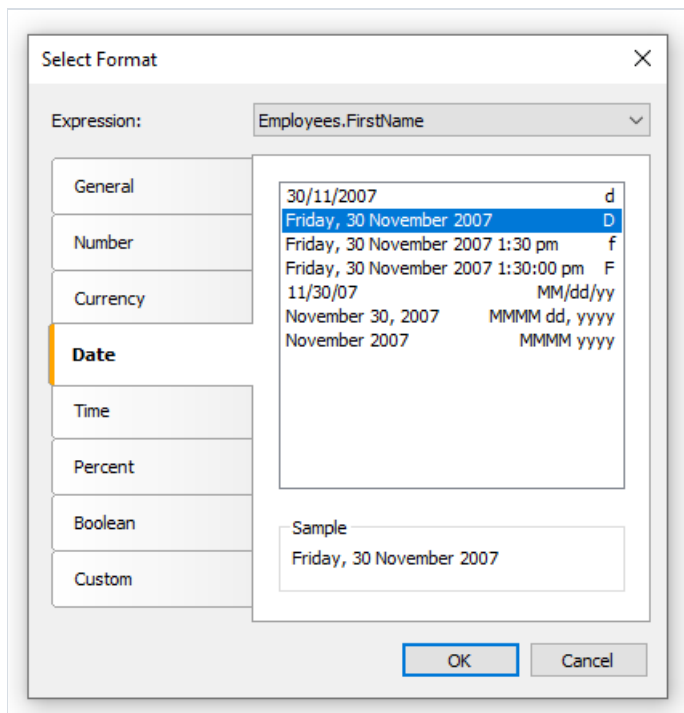 Select Format
Expression: Employees.FirstName
General
Number
Currency
Date
Time
Percent
Boolean
Custom
30/11/2007 d
Friday, 30 November 2007 D
Friday, 30 November 2007 1:30 pm f
Friday, 30 November 2007 1:30:00 pm F
11/30/07 MM/dd/yy
November 30, 2007 MMMM dd, yyyy
November 2007 MMMM yyyy
Sample
Friday, 30 November 2007
OK Cancel